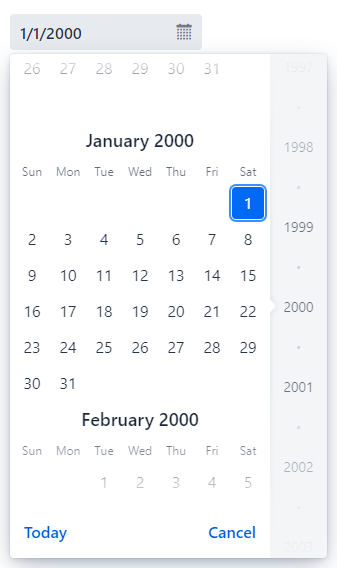 1/1/2000
26 27 28 29 30 31
January 2000
Sun Mon Tue Wed Thu Fri Sat
1
2 3 4 5 6 7 8
9 10 11 12 13 14 15
16 17 18 19 20 21 22
23 24 25 26 27 28 29
30 31
February 2000
Sun Mon Tue Wed Thu Fri Sat
1 2 3 4 5
Today Cancel
1997
1998
1999
2000
2001
2002
2003